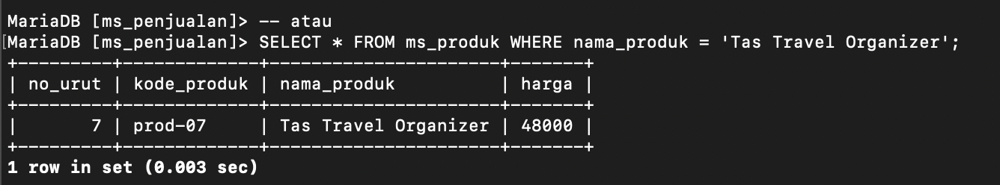 MariaDB [ms_penjualan]> -- atau
[MariaDB [ms_penjualan]> SELECT * FROM ms_produk WHERE nama_produk = 'Tas Travel Organizer';
+---------+-------------+----------------------+-------+
| no_urut | kode_produk | nama_produk          | harga |
+---------+-------------+----------------------+-------+
|       7 | prod-07     | Tas Travel Organizer | 48000 |
+---------+-------------+----------------------+-------+
1 row in set (0.003 sec)